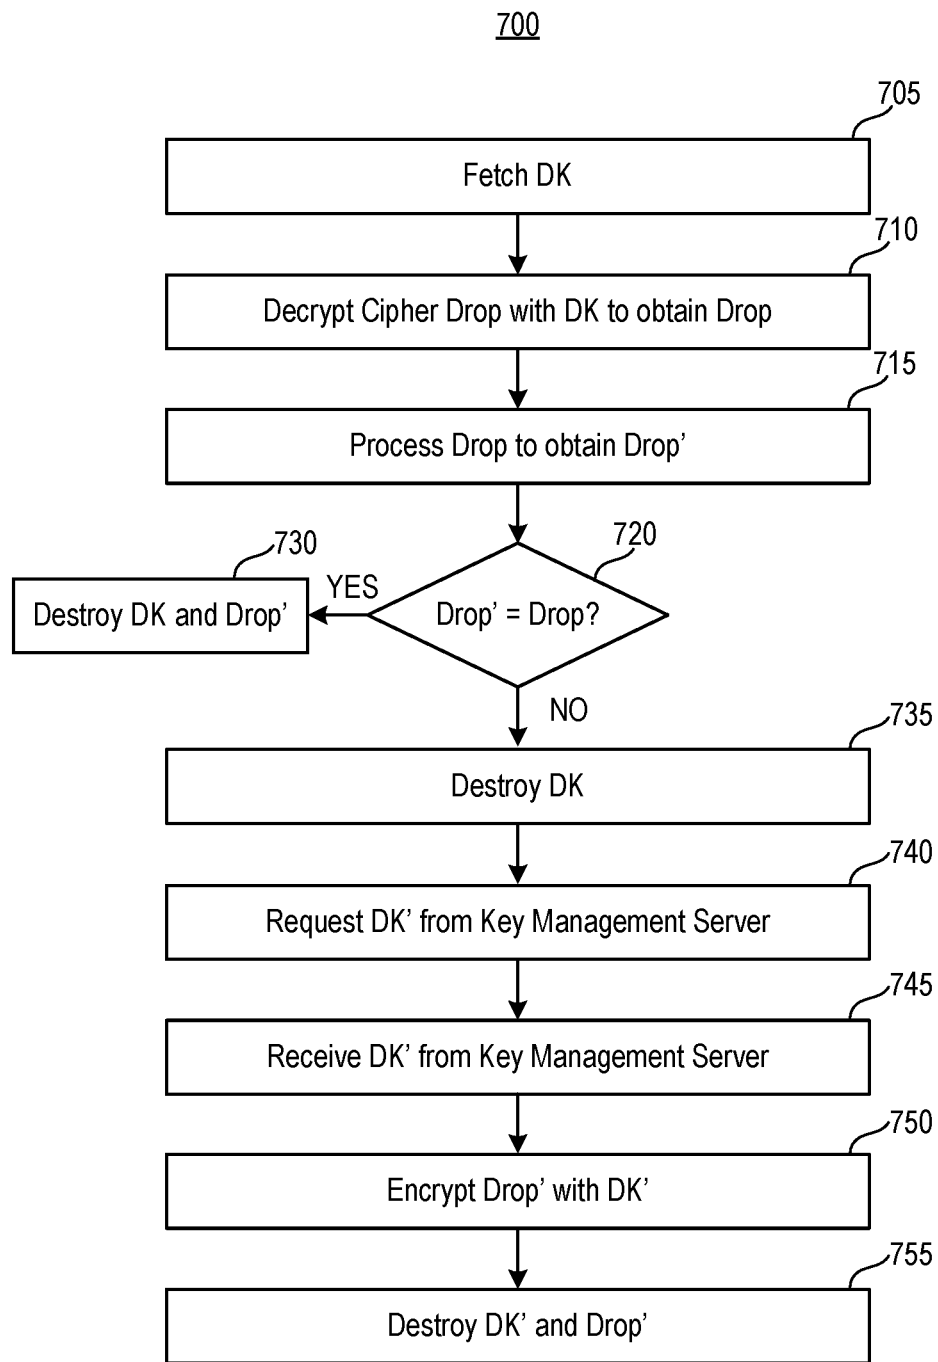 700
705
Fetch DK
710
Decrypt Cipher Drop with DK to obtain Drop
715
Process Drop to obtain Drop’
720
730
YES
Drop’ = Drop?
Destroy DK and Drop’
NO
735
Destroy DK
740
Request DK’ from Key Management Server
745
Receive DK’ from Key Management Server
750
Encrypt Drop’ with DK’
755
Destroy DK’ and Drop’